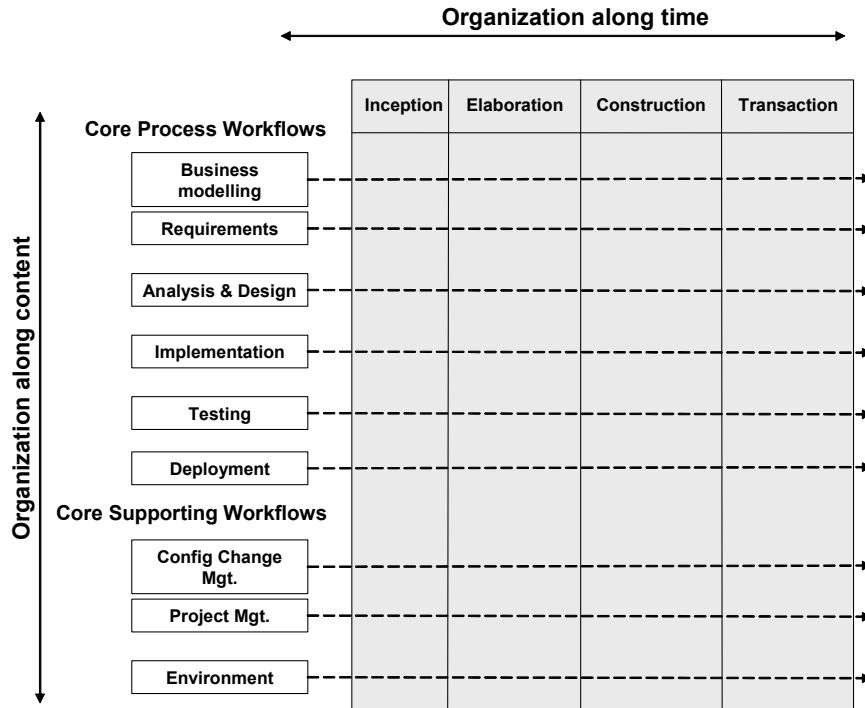 Organization along time
Inception Elaboration Construction Transaction
Organization along content
Core Process Workflows
Business
modelling
Requirements
Analysis & Design
Implementation
Testing
Deployment
Core Supporting Workflows
Config Change
Mgt.
Project Mgt.
Environment